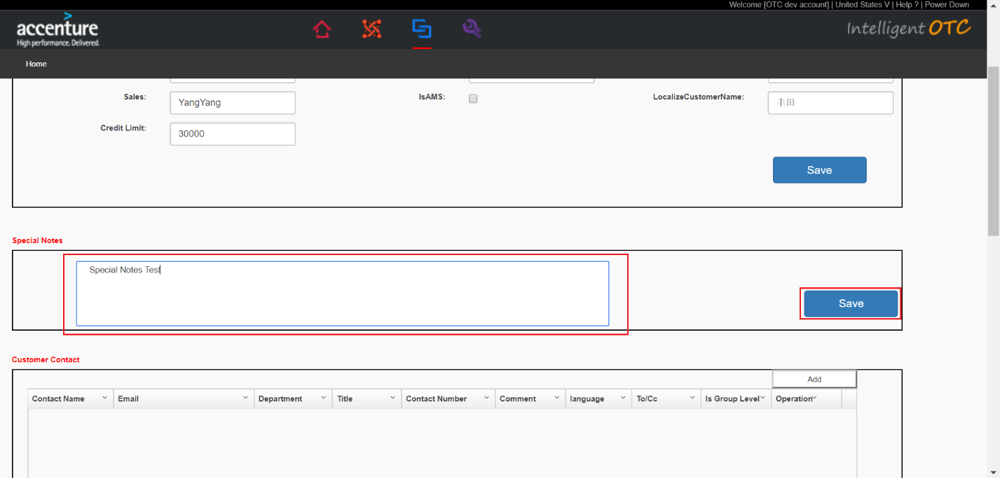 Welcome [OTC dev account] | United States V | Help ? | Power Down
accenture
High performance. Delivered.
Intelligent OTC
Home
Sales:
YangYang
IsAMS:
LocalizeCustomerName:
丰田
Credit Limit:
30000
Save
Special Notes
Special Notes Test
Save
Customer Contact
Add
Contact Name
Email
Department
Title
Contact Number
Comment
language
To/Cc
Is Group Level
Operation